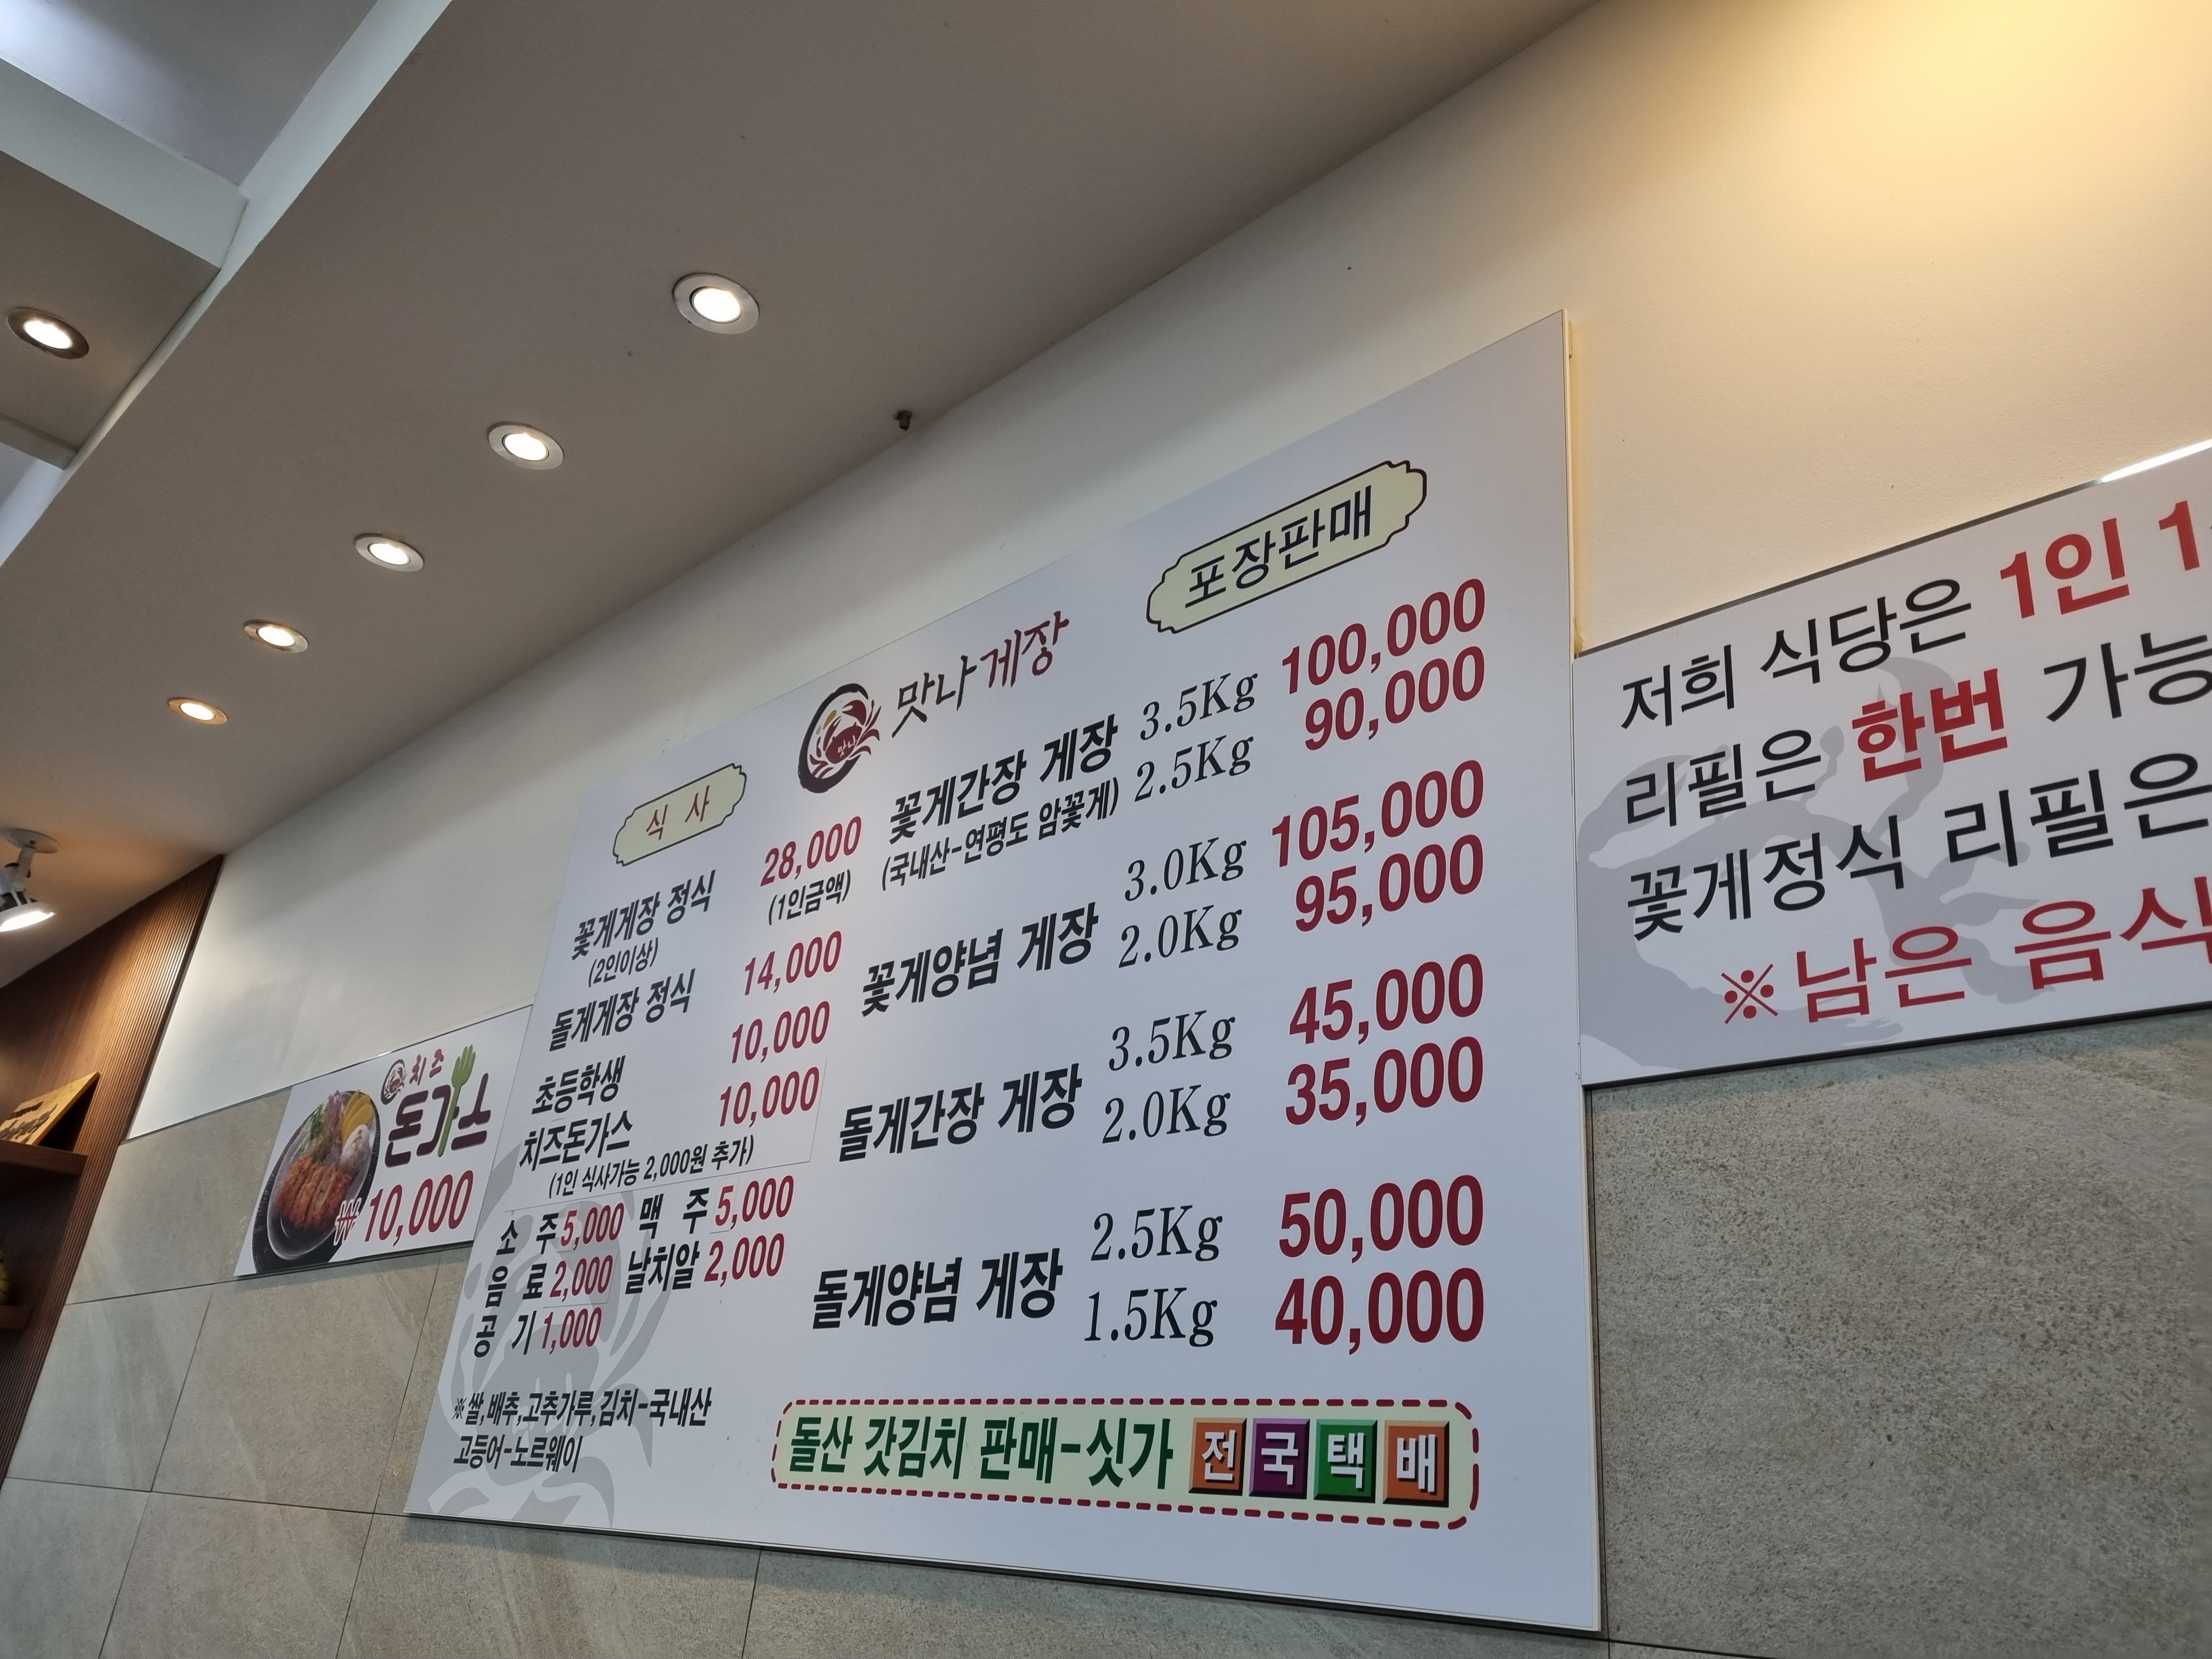 치즈
돈가스
₩10,000
식 사
꽃게게장 정식 28,000
(2인이상) (1인금액)
돌게게장 정식 14,000
초등학생 10,000
치즈돈가스 10,000
(1인 식사가능 2,000원 추가)
소 주 5,000 맥 주 5,000
음 료 2,000 날치알 2,000
공 기 1,000
※쌀,배추,고추가루,김치-국내산
고등어-노르웨이
맛나
맛나게장
포장판매
꽃게간장 게장 3.5Kg 100,000
(국내산-연평도 암꽃게) 2.5Kg 90,000
꽃게양념 게장 3.0Kg 105,000
2.0Kg 95,000
돌게간장 게장 3.5Kg 45,000
2.0Kg 35,000
돌게양념 게장 2.5Kg 50,000
1.5Kg 40,000
돌산 갓김치 판매-싯가 전국택배
저희 식당은 1인 1
리필은 한번 가능
꽃게정식 리필은
※남은 음식